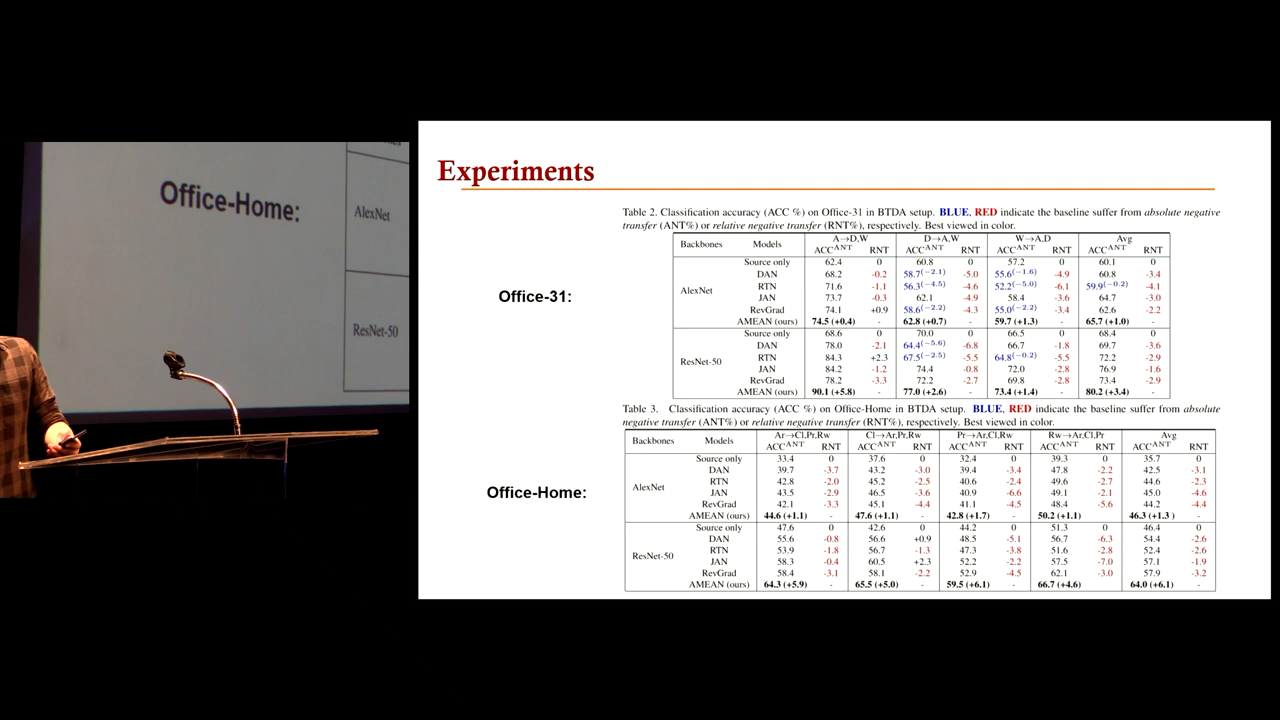 Office-Home:
AlexNet
ResNet-50
Experiments
Table 2. Classification accuracy (ACC %) on Office-31 in BTDA setup. BLUE, RED indicate the baseline suffer from absolute negative
transfer (ANT%) or relative negative transfer (RNT%), respectively. Best viewed in color.
Office-31:
Backbones Models A→D,W D→A,W W→A,D Avg
ACC^ANT RNT ACC^ANT RNT ACC^ANT RNT ACC^ANT RNT
AlexNet
Source only 62.4 0 60.8 0 57.2 0 60.1 0
DAN 68.2 -0.2 58.7(−2.1) -5.0 55.6(−1.6) -4.9 60.8 -3.4
RTN 71.6 -1.1 56.3(−4.5) -4.6 52.2(−5.0) -6.1 59.9(−0.2) -4.1
JAN 73.7 -0.3 62.1 -4.9 58.4 -3.6 64.7 -3.0
RevGrad 74.1 +0.9 58.6(−2.2) -4.3 55.0(−2.2) -3.4 62.6 -2.2
AMEAN (ours) 74.5 (+0.4) - 62.8 (+0.7) - 59.7 (+1.3) - 65.7 (+1.0) -
ResNet-50
Source only 68.6 0 70.0 0 66.5 0 68.4 0
DAN 78.0 -2.1 64.4(−5.6) -6.8 66.7 -1.8 69.7 -3.6
RTN 84.3 +2.3 67.5(−2.5) -5.5 64.8(−0.2) -5.5 72.2 -2.9
JAN 84.2 -1.2 74.4 -0.8 72.0 -2.8 76.9 -1.6
RevGrad 78.2 -3.3 72.2 -2.7 69.8 -2.8 73.4 -2.9
AMEAN (ours) 90.1 (+5.8) - 77.0 (+2.6) - 73.4 (+1.4) - 80.2 (+3.4) -
Table 3. Classification accuracy (ACC %) on Office-Home in BTDA setup. BLUE, RED indicate the baseline suffer from absolute negative
transfer (ANT%) or relative negative transfer (RNT%), respectively. Best viewed in color.
Office-Home:
Backbones Models Ar→Cl,Pr,Rw Cl→Ar,Pr,Rw Pr→Ar,Cl,Rw Rw→Ar,Cl,Pr Avg
ACC^ANT RNT ACC^ANT RNT ACC^ANT RNT ACC^ANT RNT ACC^ANT RNT
AlexNet
Source only 33.4 0 37.6 0 32.4 0 39.3 0 35.7 0
DAN 39.7 -3.7 43.2 -3.0 39.4 -3.4 47.8 -2.2 42.5 -3.1
RTN 42.8 -2.0 45.2 -2.5 40.6 -2.4 49.6 -2.7 44.6 -2.3
JAN 43.5 -2.9 46.5 -3.6 40.9 -6.6 49.1 -2.1 45.0 -4.6
RevGrad 42.1 -3.3 45.1 -4.4 41.1 -4.5 48.4 -5.6 44.2 -4.4
AMEAN (ours) 44.6 (+1.1) - 47.6 (+1.1) - 42.8 (+1.7) - 50.2 (+1.1) - 46.3 (+1.3 ) -
ResNet-50
Source only 47.6 0 42.6 0 44.2 0 51.3 0 46.4 0
DAN 55.6 -0.8 56.6 +0.9 48.5 -5.1 56.7 -6.3 54.4 -2.6
RTN 53.9 -1.8 56.7 -1.3 47.3 -3.8 51.6 -2.8 52.4 -2.6
JAN 58.3 -0.4 60.5 +2.3 52.2 -2.2 57.5 -7.0 57.1 -1.9
RevGrad 58.4 -3.1 58.1 -2.2 52.9 -4.5 62.1 -3.0 57.9 -3.2
AMEAN (ours) 64.3 (+5.9) - 65.5 (+5.0) - 59.5 (+6.1) - 66.7 (+4.6) - 64.0 (+6.1) -